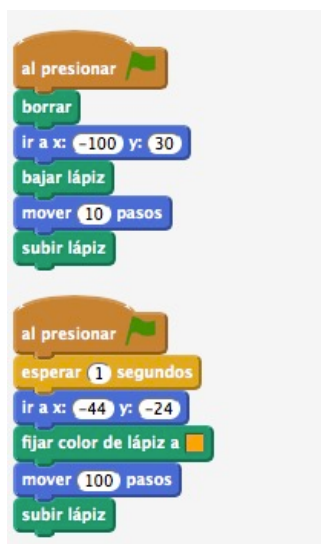 al presionar
borrar
ir a x: -100 y: 30
bajar lápiz
mover 10 pasos
subir lápiz
al presionar
esperar 1 segundos
ir a x: -44 y: -24
fijar color de lápiz a
mover 100 pasos
subir lápiz